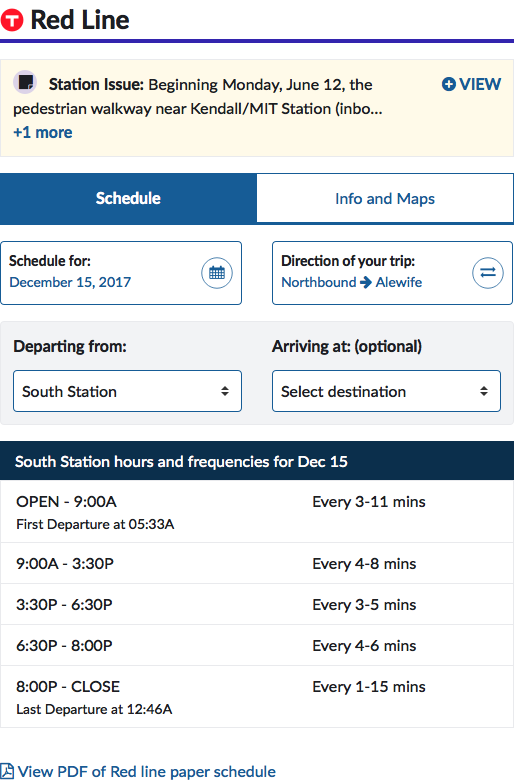 T Red Line
Station Issue: Beginning Monday, June 12, the
VIEW
pedestrian walkway near Kendall/MIT Station (inbo...
+1 more
Schedule
Info and Maps
Schedule for:
December 15, 2017
Direction of your trip:
Northbound → Alewife
Departing from:
South Station
Arriving at: (optional)
Select destination
South Station hours and frequencies for Dec 15
OPEN - 9:00A Every 3-11 mins
First Departure at 05:33A
9:00A - 3:30P Every 4-8 mins
3:30P - 6:30P Every 3-5 mins
6:30P - 8:00P Every 4-6 mins
8:00P - CLOSE Every 1-15 mins
Last Departure at 12:46A
View PDF of Red line paper schedule